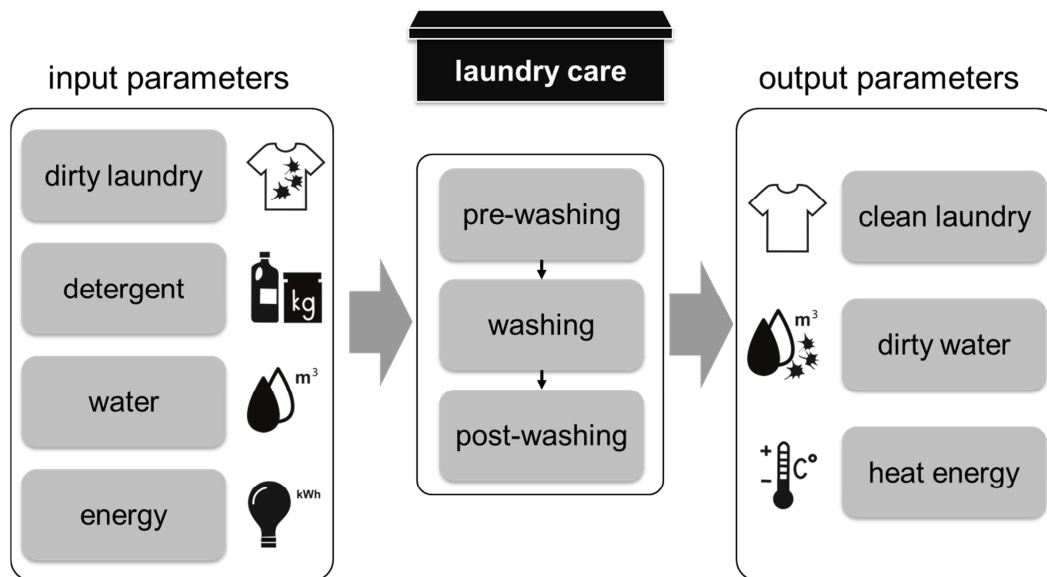 laundry care
input parameters
output parameters
dirty laundry
detergent
kg
water
m³
energy
kWh
pre-washing
washing
post-washing
clean laundry
m³
dirty water
+
−
C°
heat energy